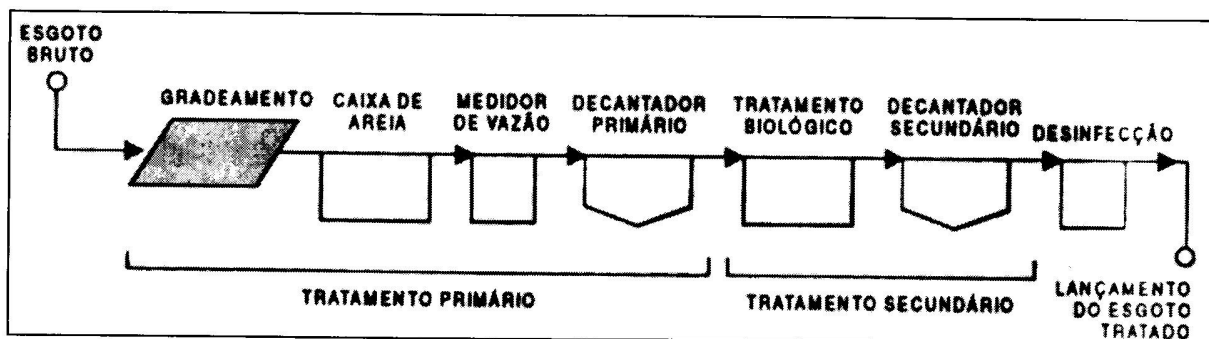 ESGOTO
BRUTO
GRADEAMENTO
CAIXA DE
AREIA
MEDIDOR
DE VAZÃO
DECANTADOR
PRIMÁRIO
TRATAMENTO
BIOLÓGICO
DECANTADOR
SECUNDÁRIO
DESINFECÇÃO
TRATAMENTO PRIMÁRIO
TRATAMENTO SECUNDÁRIO
LANÇAMENTO
DO ESGOTO
TRATADO